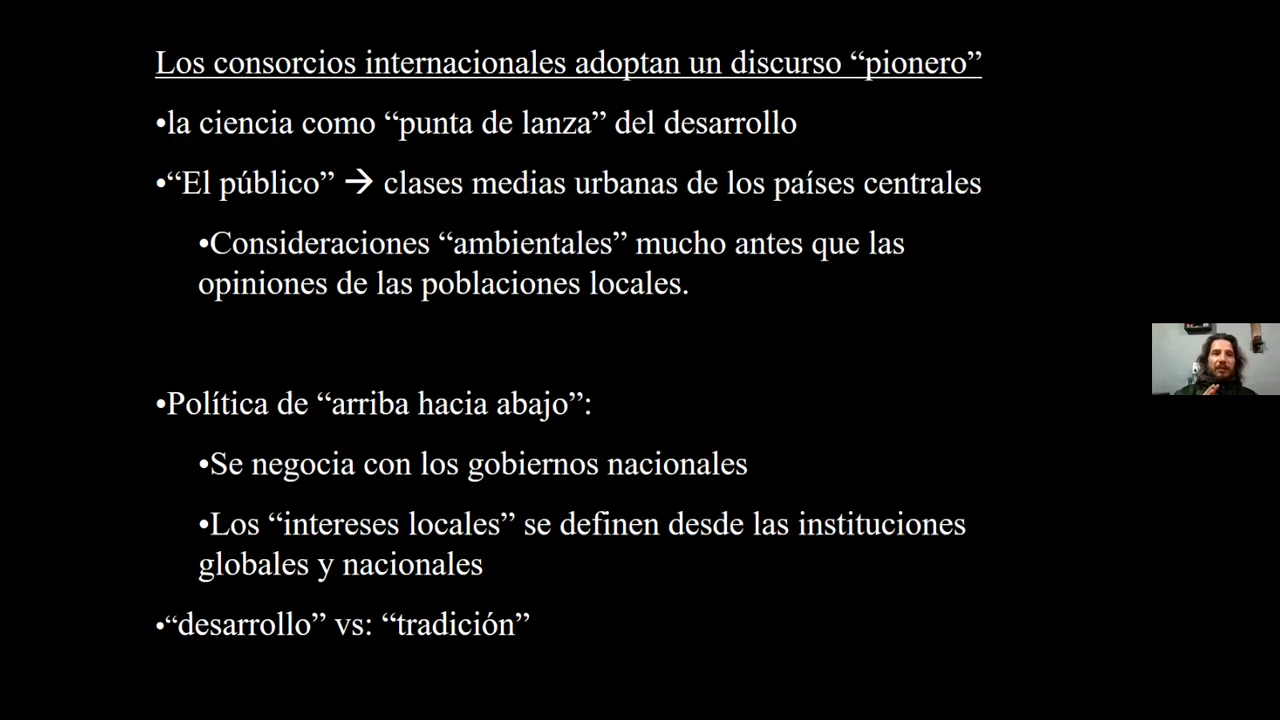 Los consorcios internacionales adoptan un discurso “pionero”
•la ciencia como “punta de lanza” del desarrollo
•“El público” → clases medias urbanas de los países centrales
•Consideraciones “ambientales” mucho antes que las
opiniones de las poblaciones locales.
•Política de “arriba hacia abajo”:
•Se negocia con los gobiernos nacionales
•Los “intereses locales” se definen desde las instituciones
globales y nacionales
•“desarrollo” vs: “tradición”